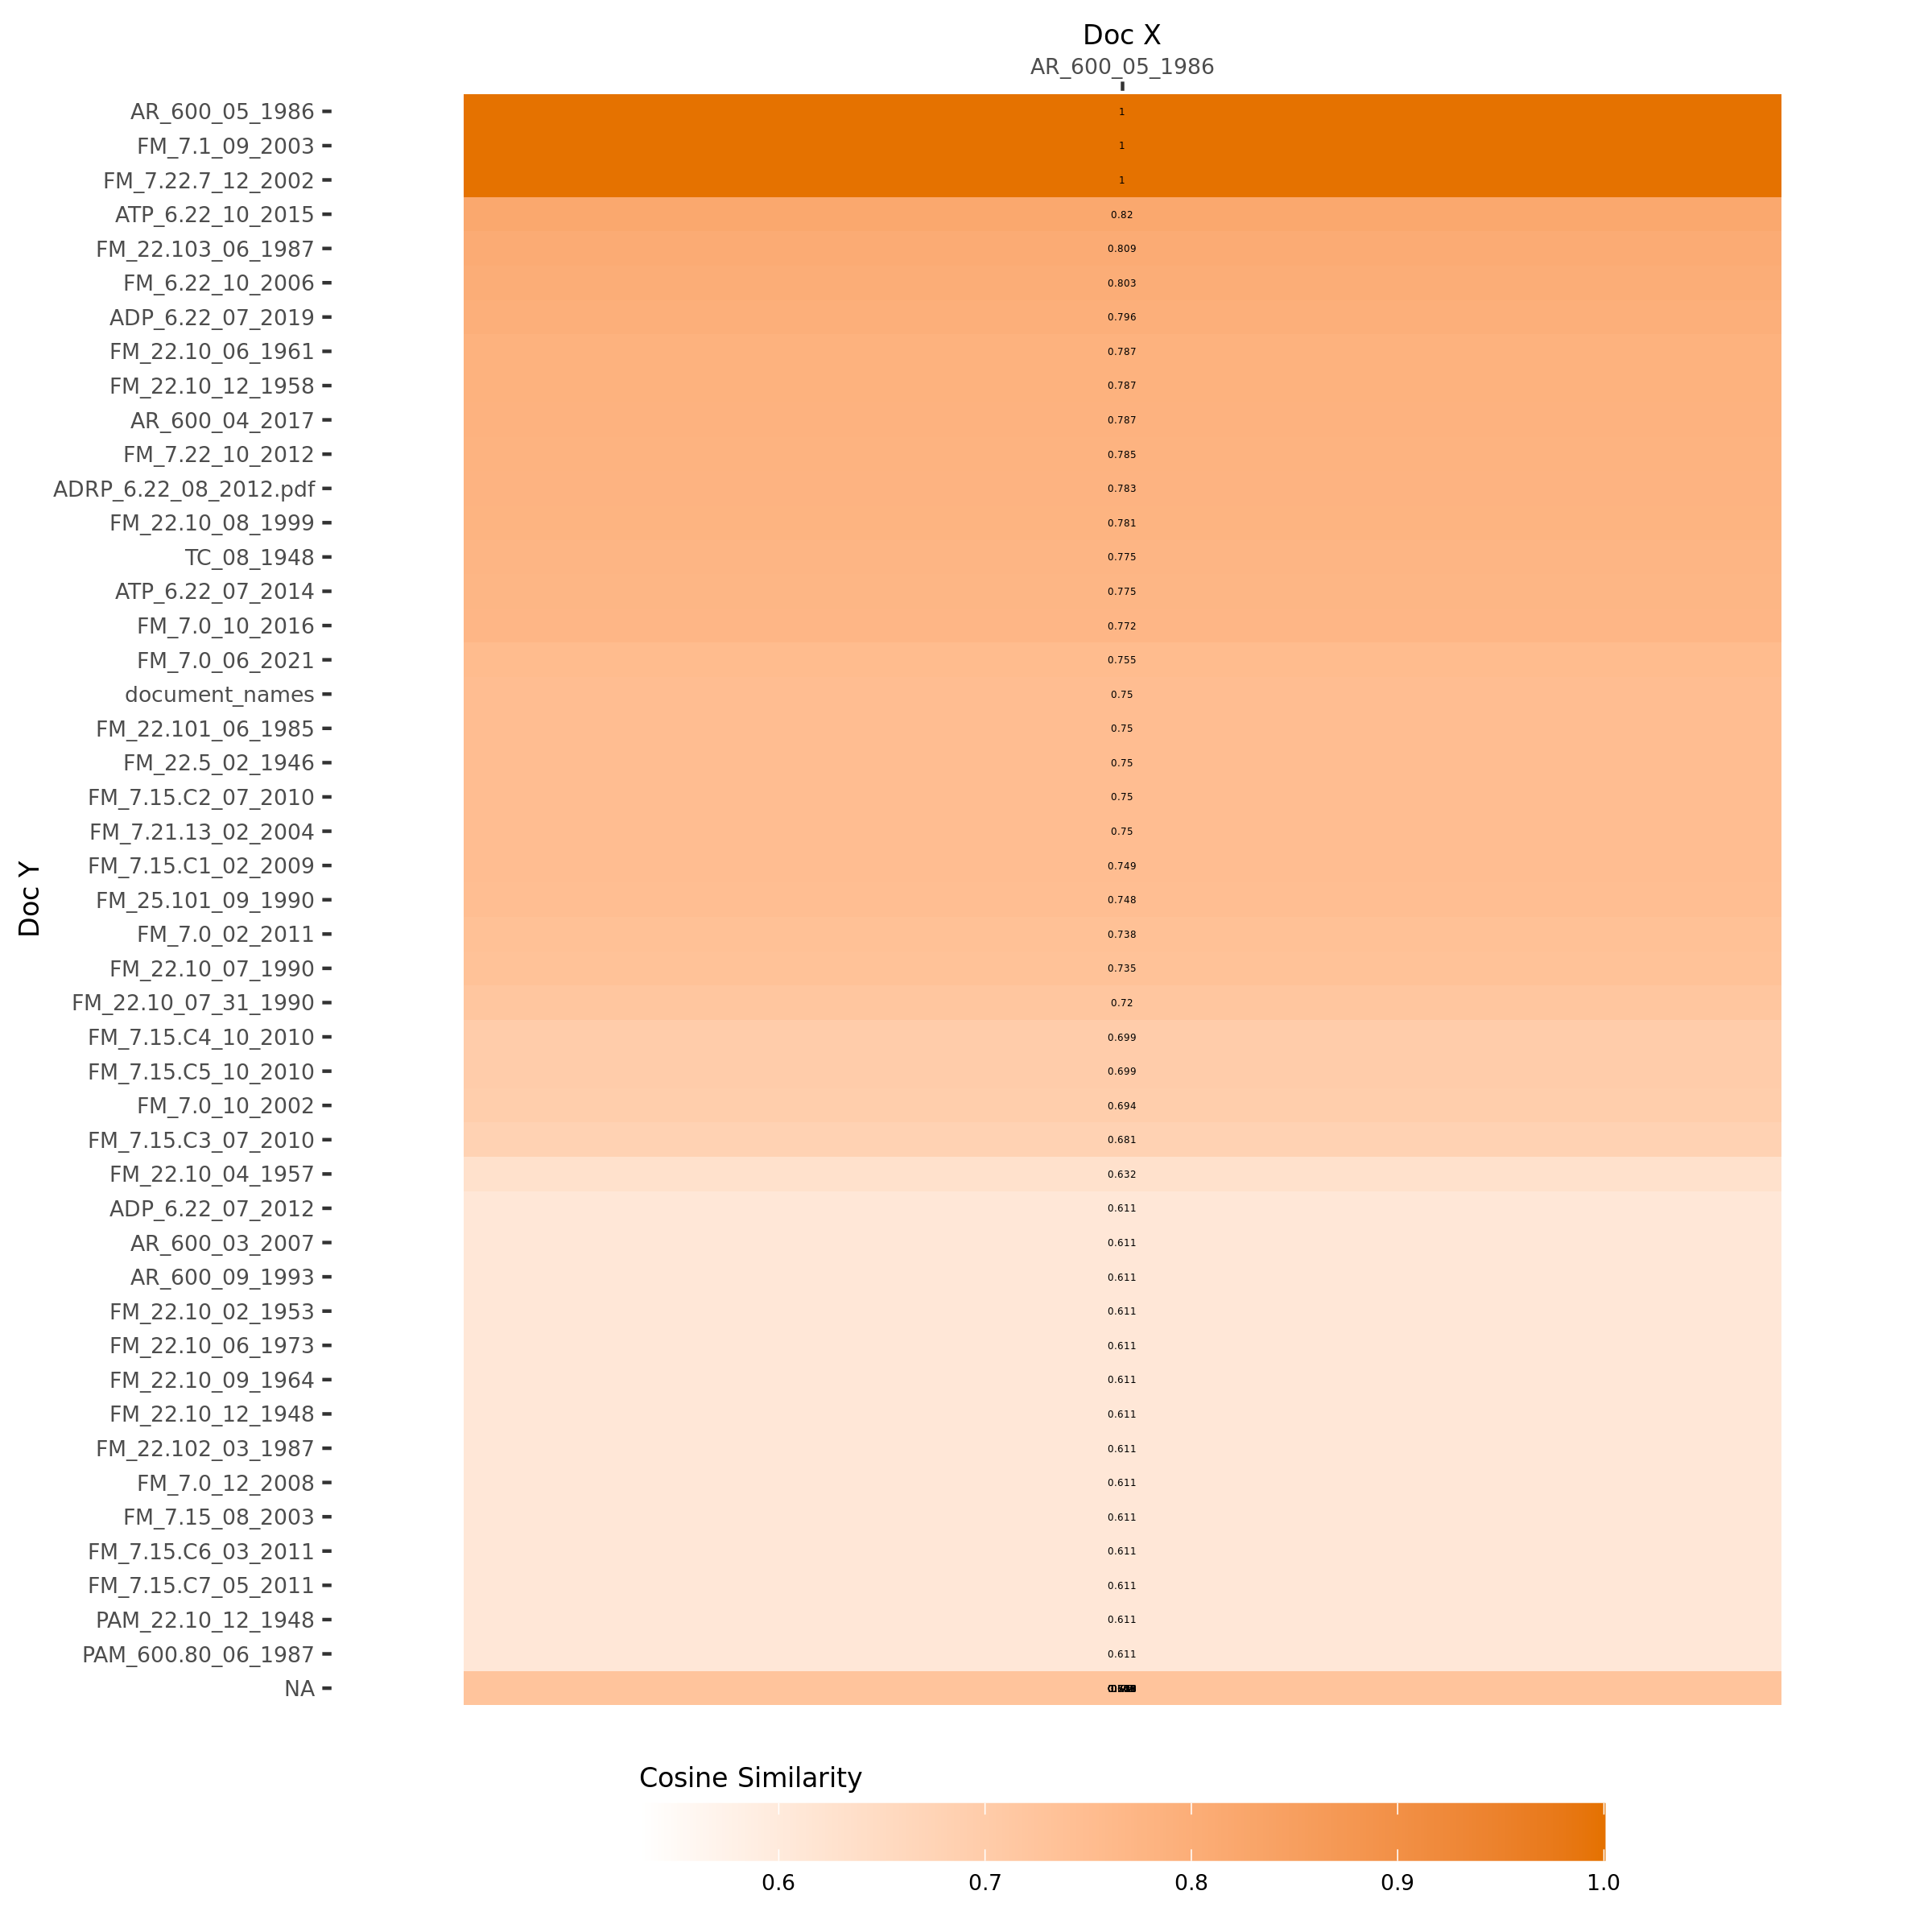 Doc X
AR_600_05_1986
AR_600_05_1986 1
FM_7.1_09_2003 1
FM_7.22.7_12_2002 1
ATP_6.22_10_2015 0.82
FM_22.103_06_1987 0.809
FM_6.22_10_2006 0.803
ADP_6.22_07_2019 0.796
FM_22.10_06_1961 0.787
FM_22.10_12_1958 0.787
AR_600_04_2017 0.787
FM_7.22_10_2012 0.785
ADRP_6.22_08_2012.pdf 0.783
FM_22.10_08_1999 0.781
TC_08_1948 0.775
ATP_6.22_07_2014 0.775
FM_7.0_10_2016 0.772
FM_7.0_06_2021 0.755
document_names 0.75
FM_22.101_06_1985 0.75
FM_22.5_02_1946 0.75
FM_7.15.C2_07_2010 0.75
FM_7.21.13_02_2004 0.75
FM_7.15.C1_02_2009 0.749
Doc Y
FM_25.101_09_1990 0.748
FM_7.0_02_2011 0.738
FM_22.10_07_1990 0.735
FM_22.10_07_31_1990 0.72
FM_7.15.C4_10_2010 0.699
FM_7.15.C5_10_2010 0.699
FM_7.0_10_2002 0.694
FM_7.15.C3_07_2010 0.681
FM_22.10_04_1957 0.632
ADP_6.22_07_2012 0.611
AR_600_03_2007 0.611
AR_600_09_1993 0.611
FM_22.10_02_1953 0.611
FM_22.10_06_1973 0.611
FM_22.10_09_1964 0.611
FM_22.10_12_1948 0.611
FM_22.102_03_1987 0.611
FM_7.0_12_2008 0.611
FM_7.15_08_2003 0.611
FM_7.15.C6_03_2011 0.611
FM_7.15.C7_05_2011 0.611
PAM_22.10_12_1948 0.611
PAM_600.80_06_1987 0.611
NA
Cosine Similarity
0.6 0.7 0.8 0.9 1.0